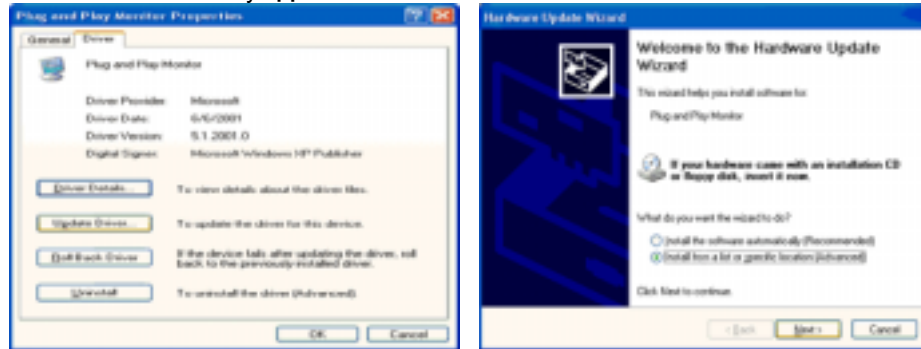 Plug and Play Monitor Properties
General Driver
Plug and Play Monitor
Driver Provider: Microsoft
Driver Date: 6/6/2001
Driver Version: 5.1.2001.0
Digital Signer: Microsoft Windows XP Publisher
Driver Details... To view details about the driver files.
Update Driver... To update the driver for this device.
Roll Back Driver If the device fails after updating the driver, roll
back to the previously installed driver.
Uninstall To uninstall the driver (Advanced).
OK Cancel
Hardware Update Wizard
Welcome to the Hardware Update
Wizard
This wizard helps you install software for:
Plug and Play Monitor
If your hardware came with an installation CD
or floppy disk, insert it now.
What do you want the wizard to do?
Install the software automatically (Recommended)
Install from a list or specific location (Advanced)
Click Next to continue.
< Back Next > Cancel